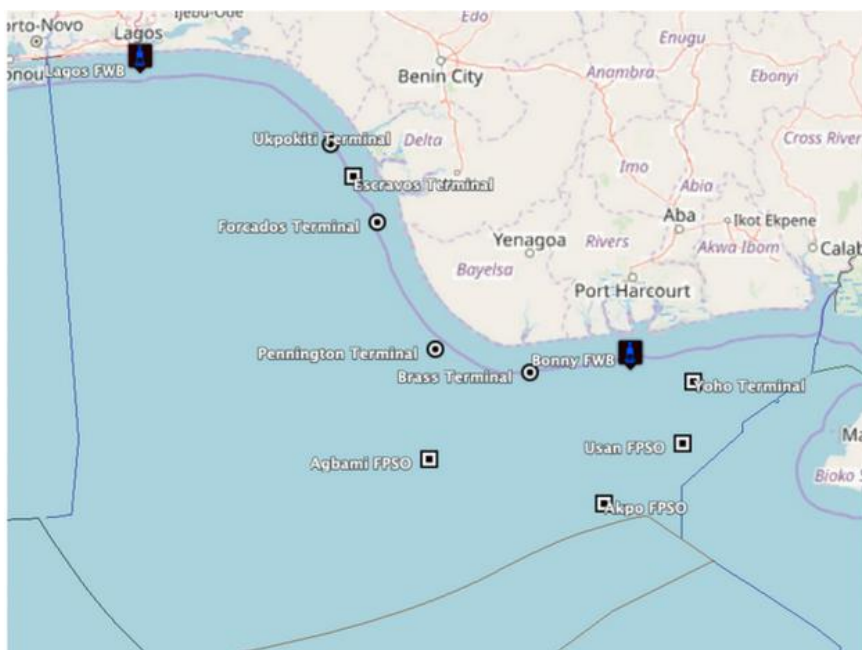 orto-Novo
Ijebu-Ode
Edo
Lagos
Enugu
onou
Lagos FWB
Benin City
Anambra
Ebonyi
Ukpokiti Terminal
Delta
Cross River
Escravos Terminal
Imo
Abia
Forcados Terminal
Aba
Ikot Ekpene
Yenagoa
Rivers
Akwa Ibom
Calab
Bayelsa
Port Harcourt
Pennington Terminal
Bonny FWB
Brass Terminal
Yoho Terminal
Usan FPSO
Ma
Agbami FPSO
Bioko S
Akpo FPSO